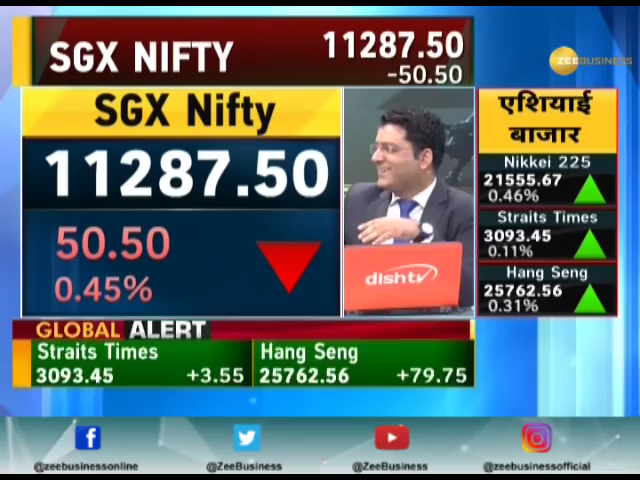 SGX NIFTY
11287.50
-50.50
ZEE BUSINESS
SGX Nifty
11287.50
50.50
0.45%
dishtv
एशियाई
बाजार
Nikkei 225
21555.67
0.46%
Straits Times
3093.45
0.11%
Hang Seng
25762.56
0.31%
GLOBAL ALERT
Straits Times
3093.45 +3.55
Hang Seng
25762.56 +79.75
@zeebusinessonline
@ZeeBusiness
@ZeeBusiness
@zeebusinessofficial